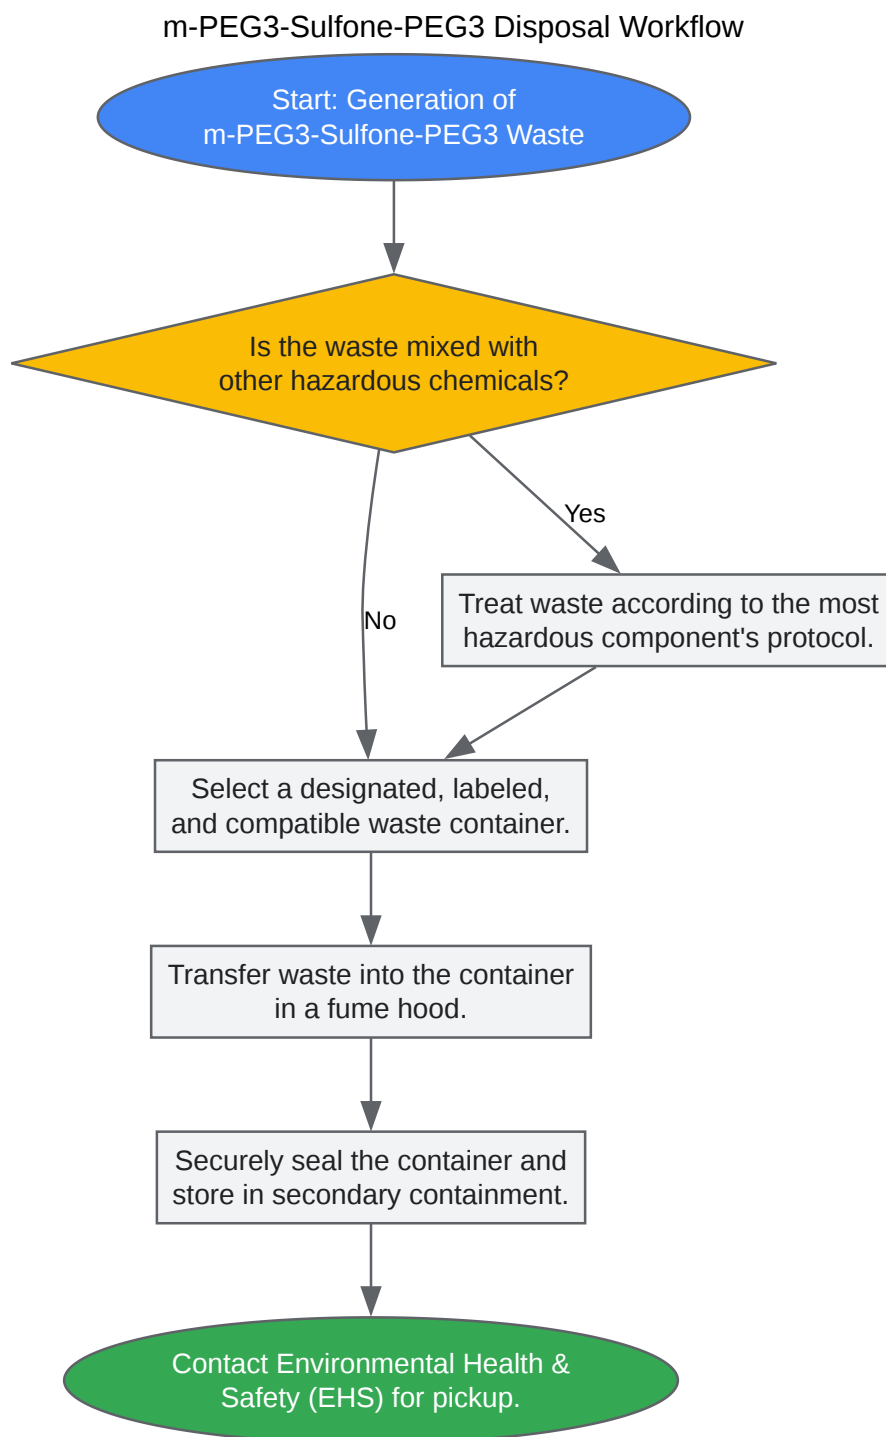 m-PEG3-Sulfone-PEG3 Disposal Workflow
Start: Generation of
m-PEG3-Sulfone-PEG3 Waste
Is the waste mixed with
other hazardous chemicals?
Yes
Treat waste according to the most
hazardous component's protocol.
No
Select a designated, labeled,
and compatible waste container.
Transfer waste into the container
in a fume hood.
Securely seal the container and
store in secondary containment.
Contact Environmental Health &
Safety (EHS) for pickup.